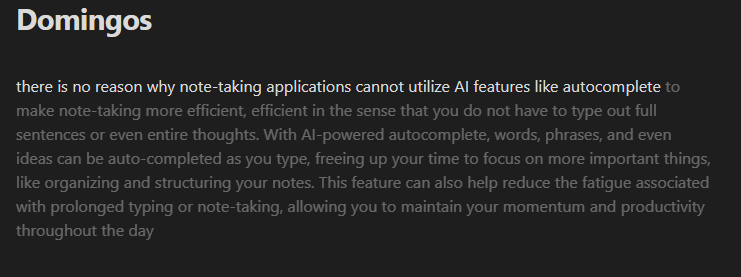 Domingos
there is no reason why note-taking applications cannot utilize AI features like autocomplete to
make note-taking more efficient, efficient in the sense that you do not have to type out full
sentences or even entire thoughts. With AI-powered autocomplete, words, phrases, and even
ideas can be auto-completed as you type, freeing up your time to focus on more important things,
like organizing and structuring your notes. This feature can also help reduce the fatigue associated
with prolonged typing or note-taking, allowing you to maintain your momentum and productivity
throughout the day